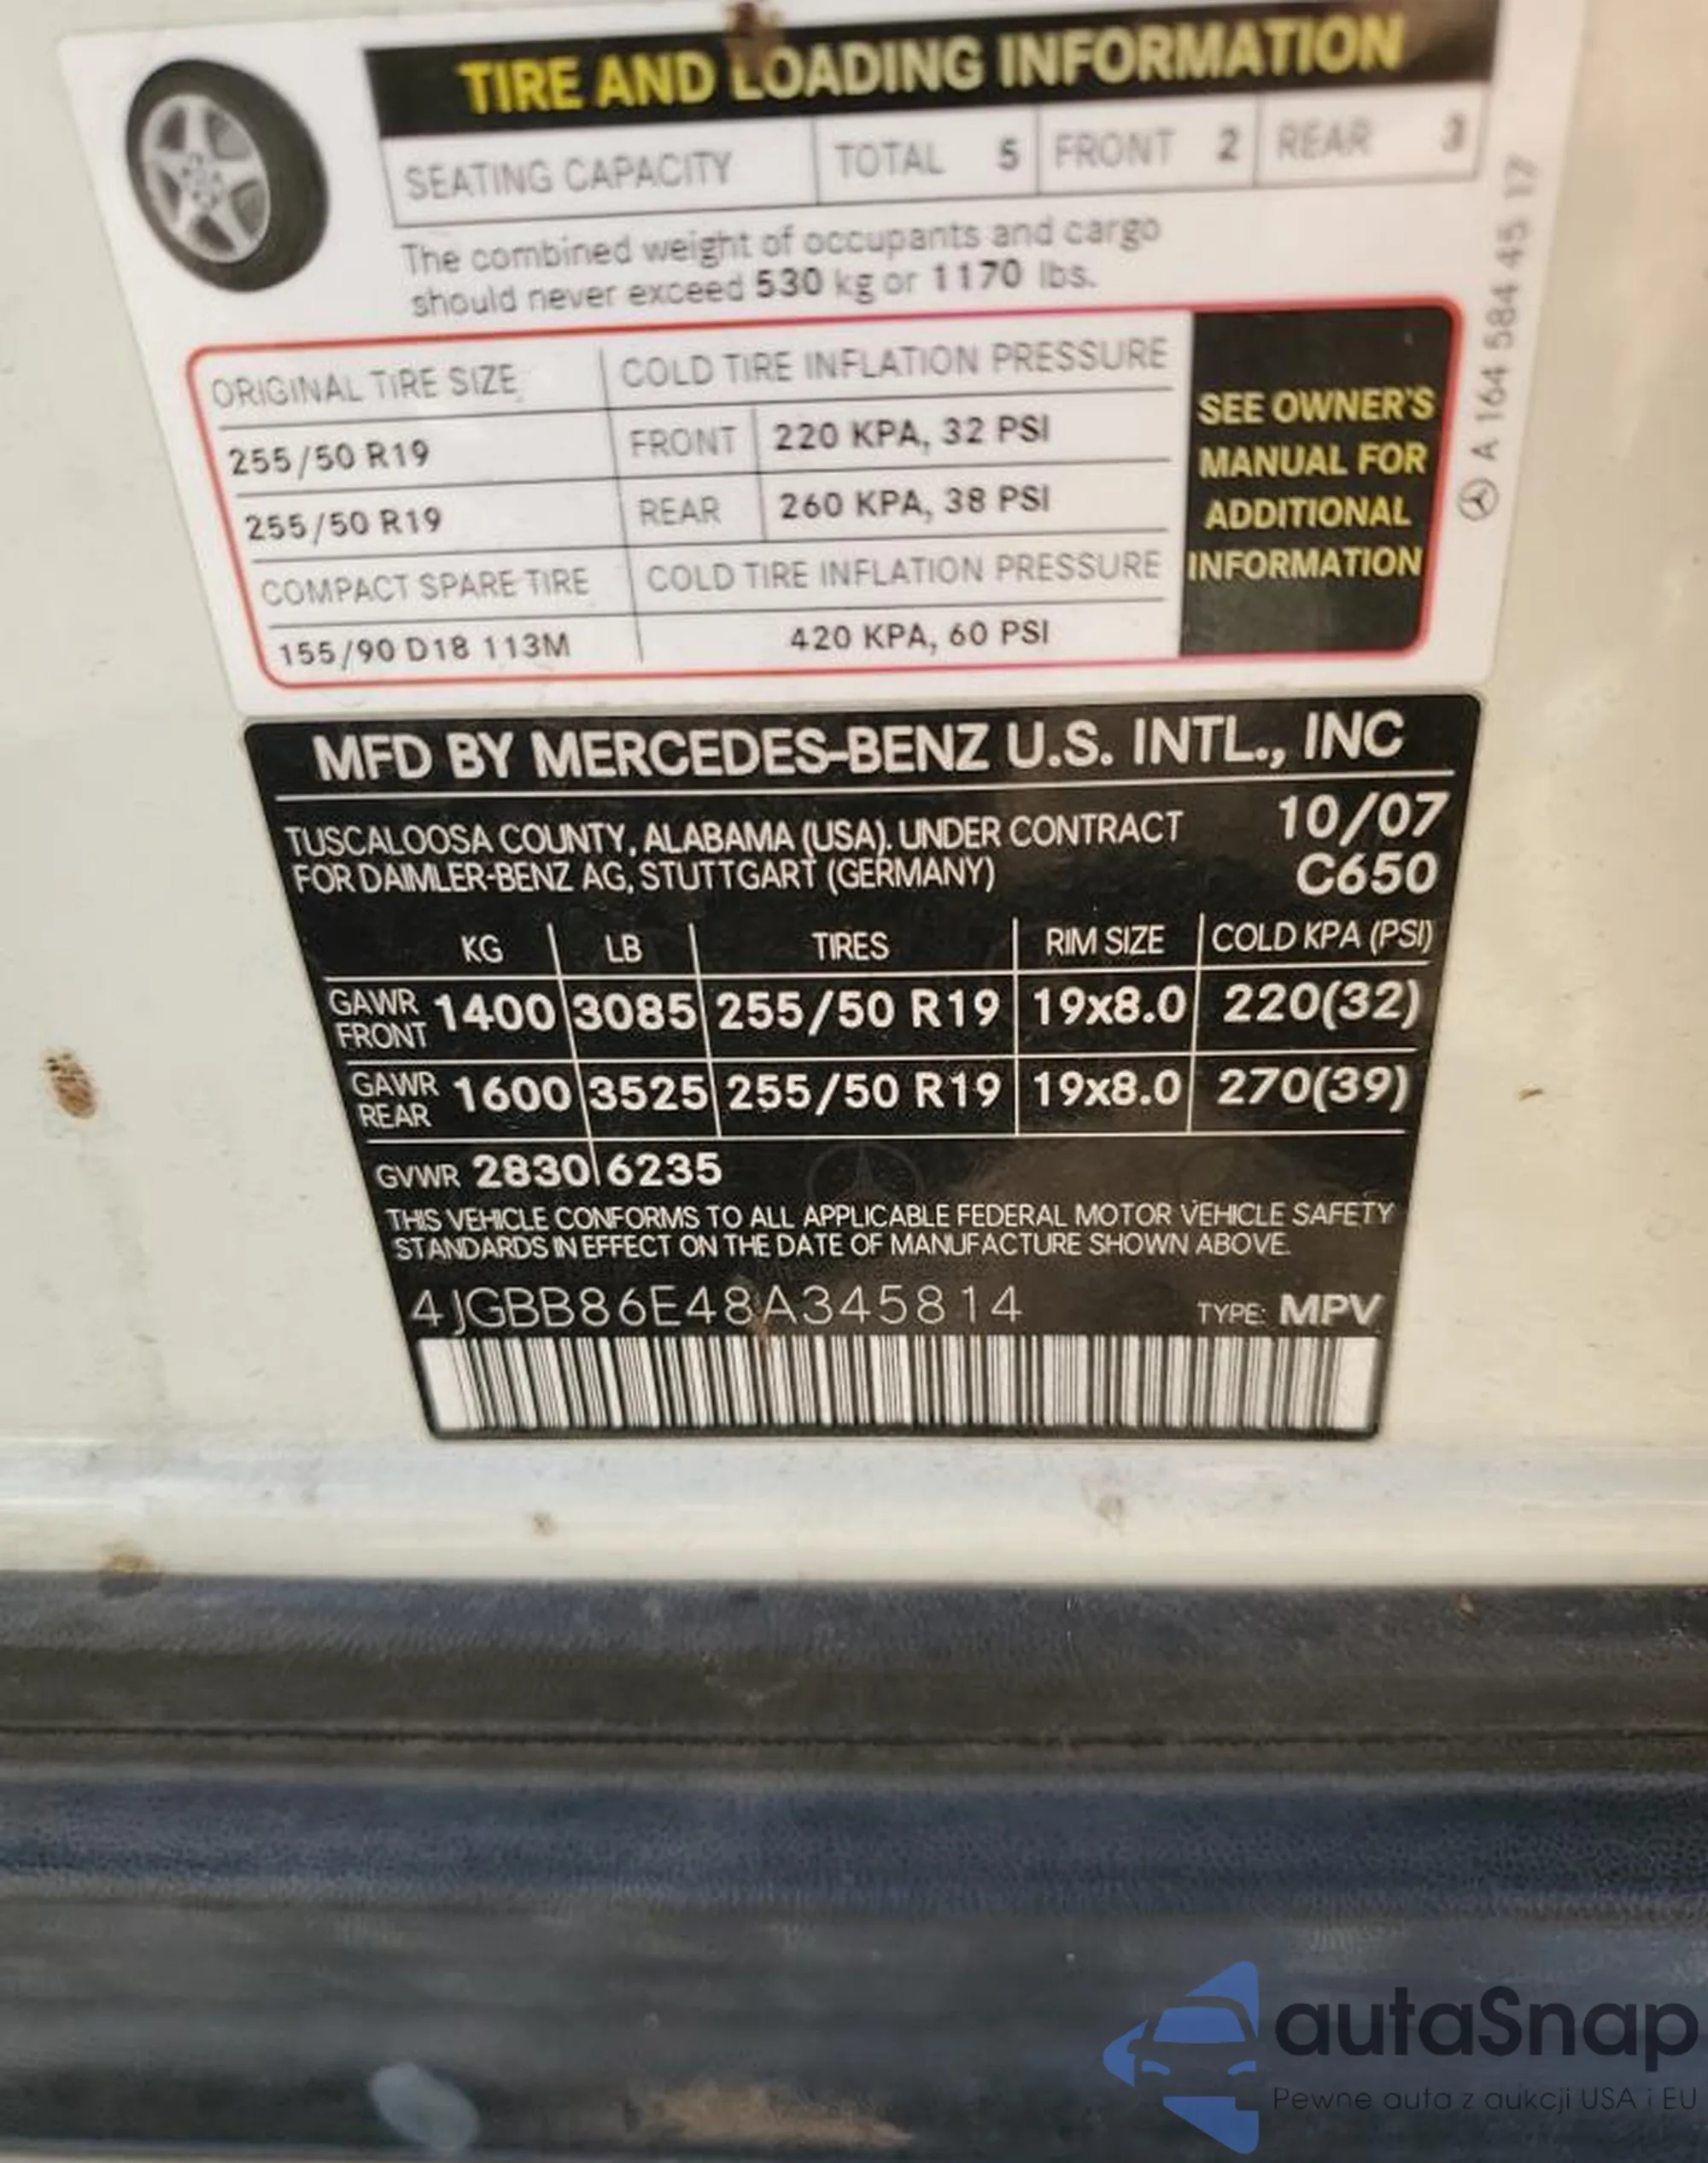 TIRE AND LOADING INFORMATION
SEATING CAPACITY TOTAL 5 FRONT 2 REAR 3
The combined weight of occupants and cargo
should never exceed 530 kg or 1170 lbs.
ORIGINAL TIRE SIZE COLD TIRE INFLATION PRESSURE
255/50 R19 FRONT 220 KPA, 32 PSI
255/50 R19 REAR 260 KPA, 38 PSI
COMPACT SPARE TIRE COLD TIRE INFLATION PRESSURE
155/90 D18 113M 420 KPA, 60 PSI
SEE OWNER'S
MANUAL FOR
ADDITIONAL
INFORMATION
A 164 584 45 17
MFD BY MERCEDES-BENZ U.S. INTL., INC
TUSCALOOSA COUNTY, ALABAMA (USA). UNDER CONTRACT 10/07
FOR DAIMLER-BENZ AG, STUTTGART (GERMANY) C650
KG LB TIRES RIM SIZE COLD KPA (PSI)
GAWR FRONT 1400 3085 255/50 R19 19x8.0 220(32)
GAWR REAR 1600 3525 255/50 R19 19x8.0 270(39)
GVWR 2830 6235
THIS VEHICLE CONFORMS TO ALL APPLICABLE FEDERAL MOTOR VEHICLE SAFETY
STANDARDS IN EFFECT ON THE DATE OF MANUFACTURE SHOWN ABOVE.
4JGBB86E48A345814 TYPE: MPV
autaSnap
Pewne auta z aukcji USA i EU